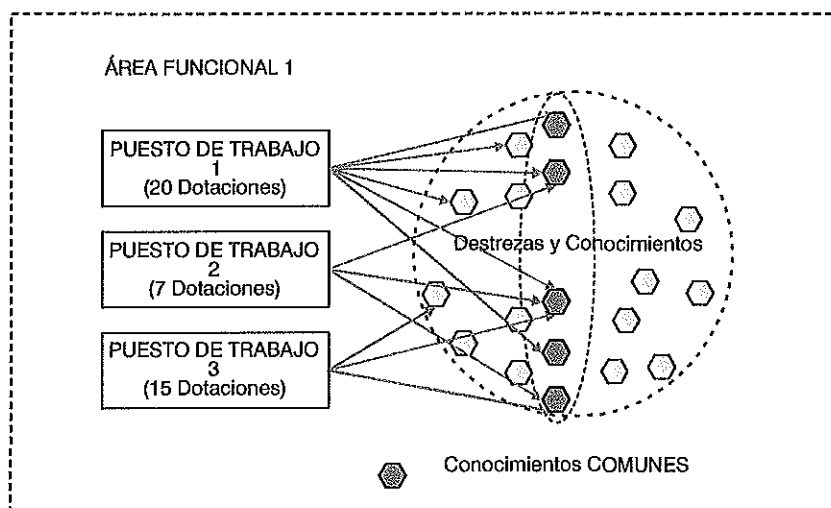 ÁREA FUNCIONAL 1
PUESTO DE TRABAJO
1
(20 Dotaciones)
PUESTO DE TRABAJO
2
(7 Dotaciones)
PUESTO DE TRABAJO
3
(15 Dotaciones)
Destrezas y Conocimientos
Conocimientos COMUNES